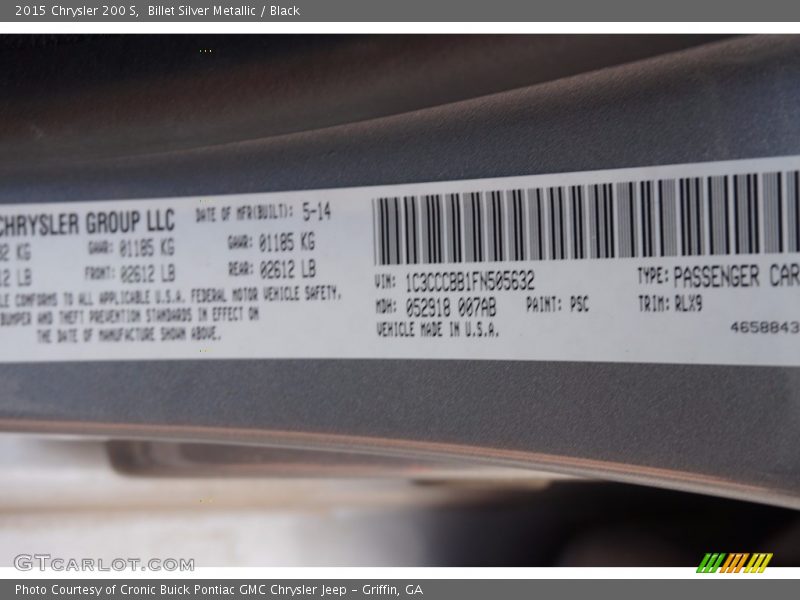 2015 Chrysler 200 S,  Billet Silver Metallic / Black
CHRYSLER GROUP LLC
DATE OF MFR(BUILT): 5-14
KG GAWR: 01185 KG GAWR: 01185 KG
LB FRONT: 02612 LB REAR: 02612 LB
CONFORMS TO ALL APPLICABLE U.S.A. FEDERAL MOTOR VEHICLE SAFETY,
BUMPER AND THEFT PREVENTION STANDARDS IN EFFECT ON
THE DATE OF MANUFACTURE SHOWN ABOVE.
VIN: 1C3CCCBB1FN505632 TYPE: PASSENGER CAR
MDH: 052918 007AB PAINT: PSC TRIM: RLX9
VEHICLE MADE IN U.S.A.
4658843
GTCARLOT.COM
Photo Courtesy of Cronic Buick Pontiac GMC Chrysler Jeep - Griffin, GA